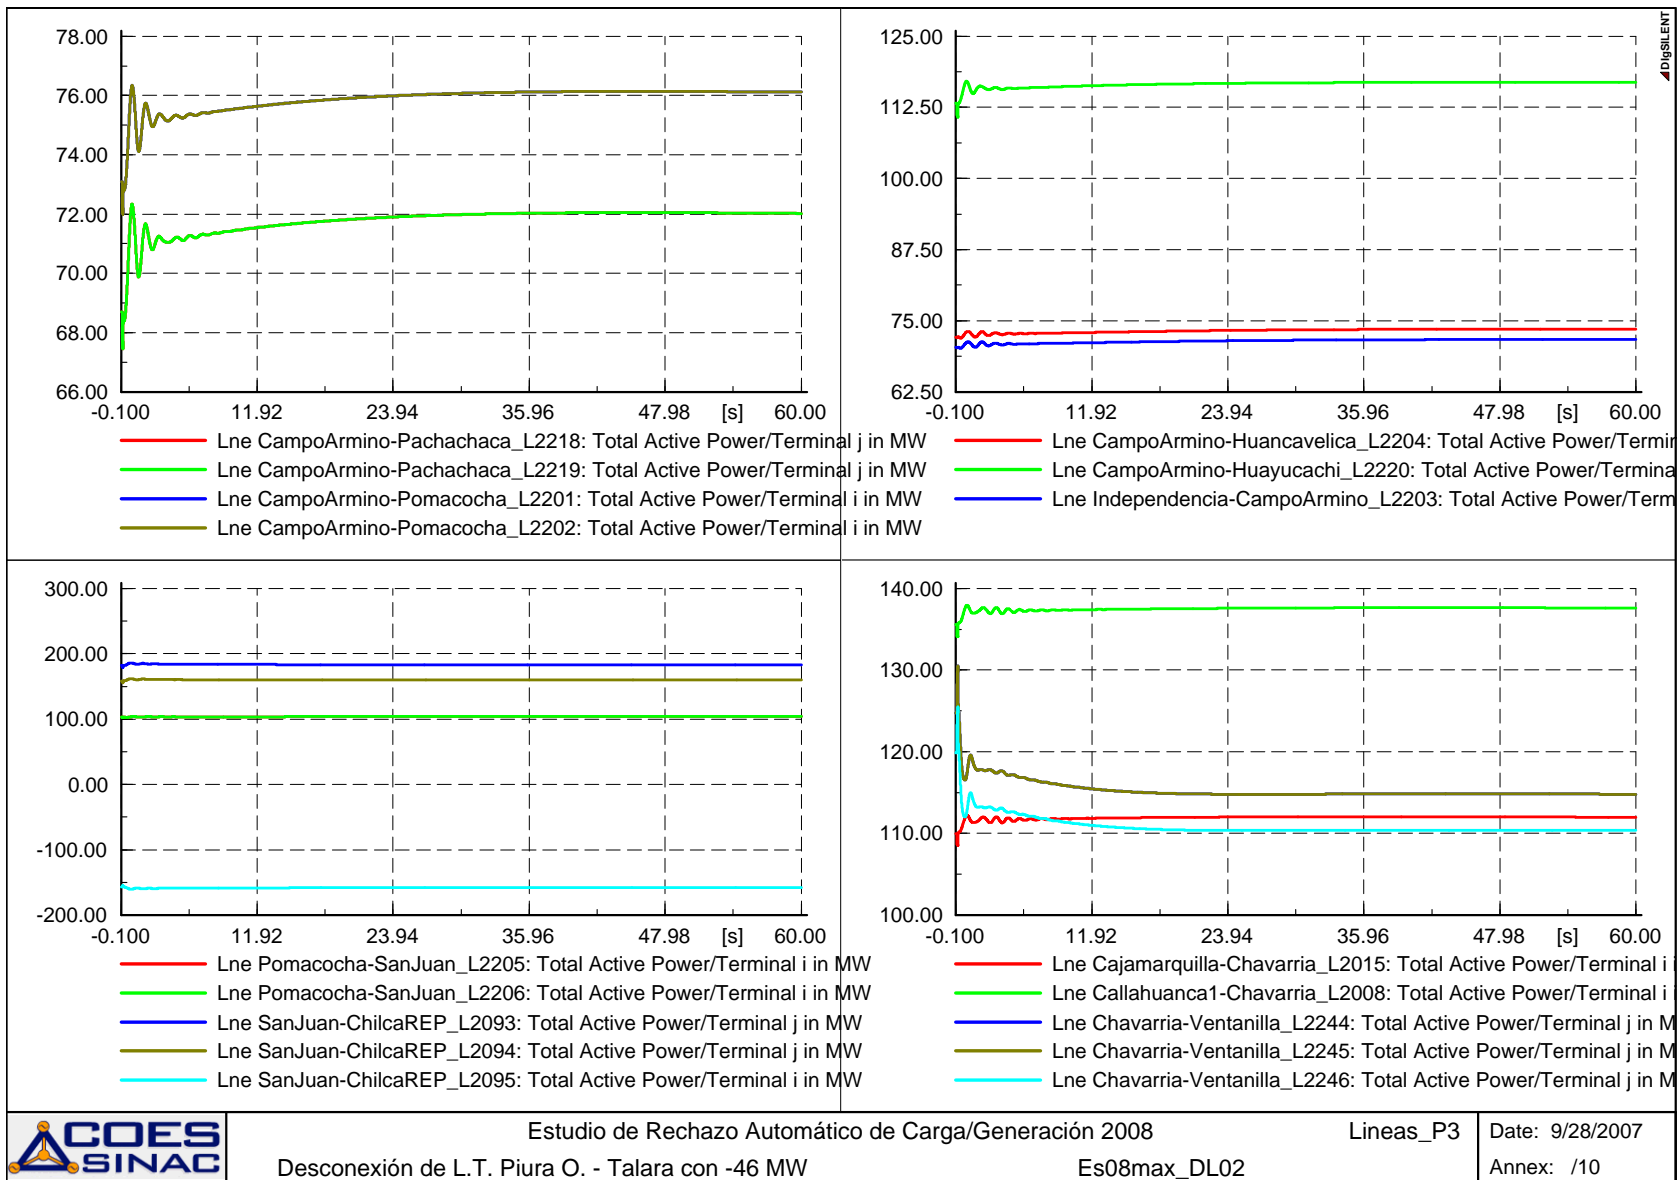 DIgSILENT
78.00
76.00
74.00
72.00
70.00
68.00
66.00
-0.100 11.92 23.94 35.96 47.98 [s] 60.00
Lne CampoArmino-Pachachaca_L2218: Total Active Power/Terminal j in MW
Lne CampoArmino-Pachachaca_L2219: Total Active Power/Terminal j in MW
Lne CampoArmino-Pomacocha_L2201: Total Active Power/Terminal i in MW
Lne CampoArmino-Pomacocha_L2202: Total Active Power/Terminal i in MW
125.00
112.50
100.00
87.50
75.00
62.50
-0.100 11.92 23.94 35.96 47.98 [s] 60.00
Lne CampoArmino-Huancavelica_L2204: Total Active Power/Termin
Lne CampoArmino-Huayucachi_L2220: Total Active Power/Termina
Lne Independencia-CampoArmino_L2203: Total Active Power/Term
300.00
200.00
100.00
0.00
-100.00
-200.00
-0.100 11.92 23.94 35.96 47.98 [s] 60.00
Lne Pomacocha-SanJuan_L2205: Total Active Power/Terminal i in MW
Lne Pomacocha-SanJuan_L2206: Total Active Power/Terminal i in MW
Lne SanJuan-ChilcaREP_L2093: Total Active Power/Terminal j in MW
Lne SanJuan-ChilcaREP_L2094: Total Active Power/Terminal j in MW
Lne SanJuan-ChilcaREP_L2095: Total Active Power/Terminal i in MW
140.00
130.00
120.00
110.00
100.00
-0.100 11.92 23.94 35.96 47.98 [s] 60.00
Lne Cajamarquilla-Chavarria_L2015: Total Active Power/Terminal i i
Lne Callahuanca1-Chavarria_L2008: Total Active Power/Terminal i i
Lne Chavarria-Ventanilla_L2244: Total Active Power/Terminal j in M
Lne Chavarria-Ventanilla_L2245: Total Active Power/Terminal j in M
Lne Chavarria-Ventanilla_L2246: Total Active Power/Terminal j in M
COES
SINAC
Estudio de Rechazo Automático de Carga/Generación 2008 Lineas_P3
Desconexión de L.T. Piura O. - Talara con -46 MW Es08max_DL02
Date: 9/28/2007
Annex: /10